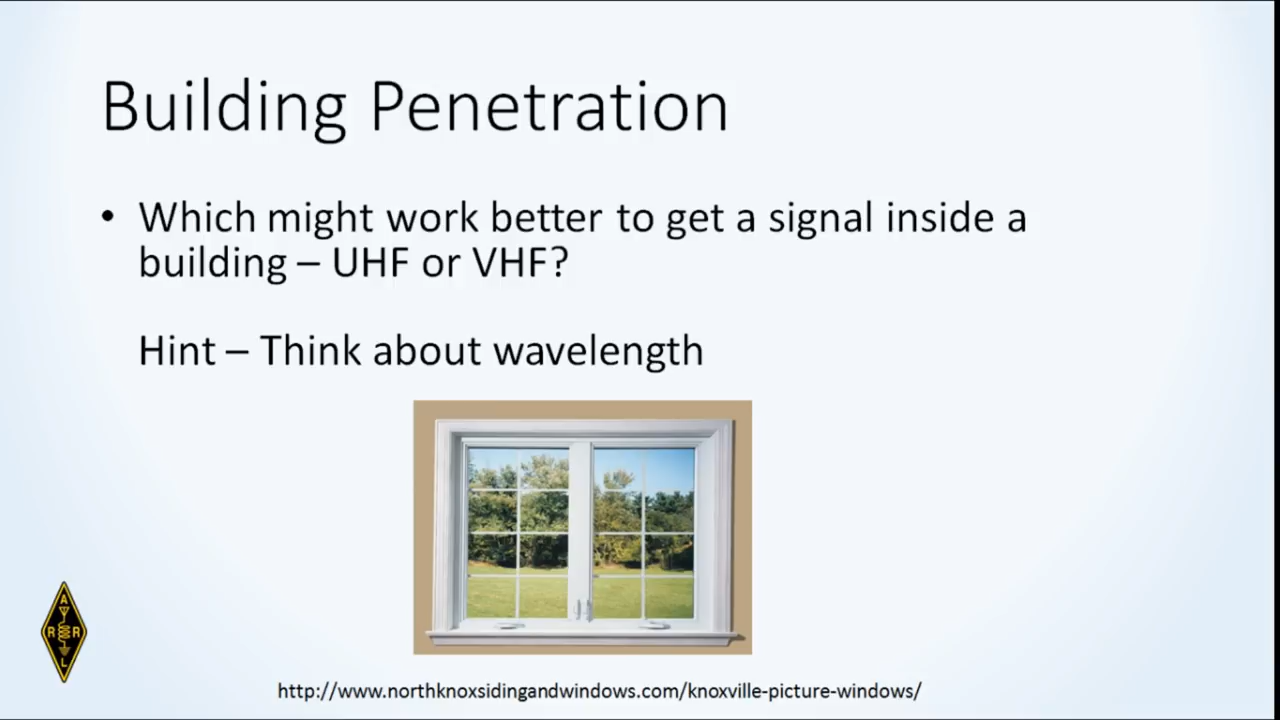 Building Penetration
• Which might work better to get a signal inside a
building – UHF or VHF?
Hint – Think about wavelength
A
R R
L
http://www.northknoxsidingandwindows.com/knoxville-picture-windows/